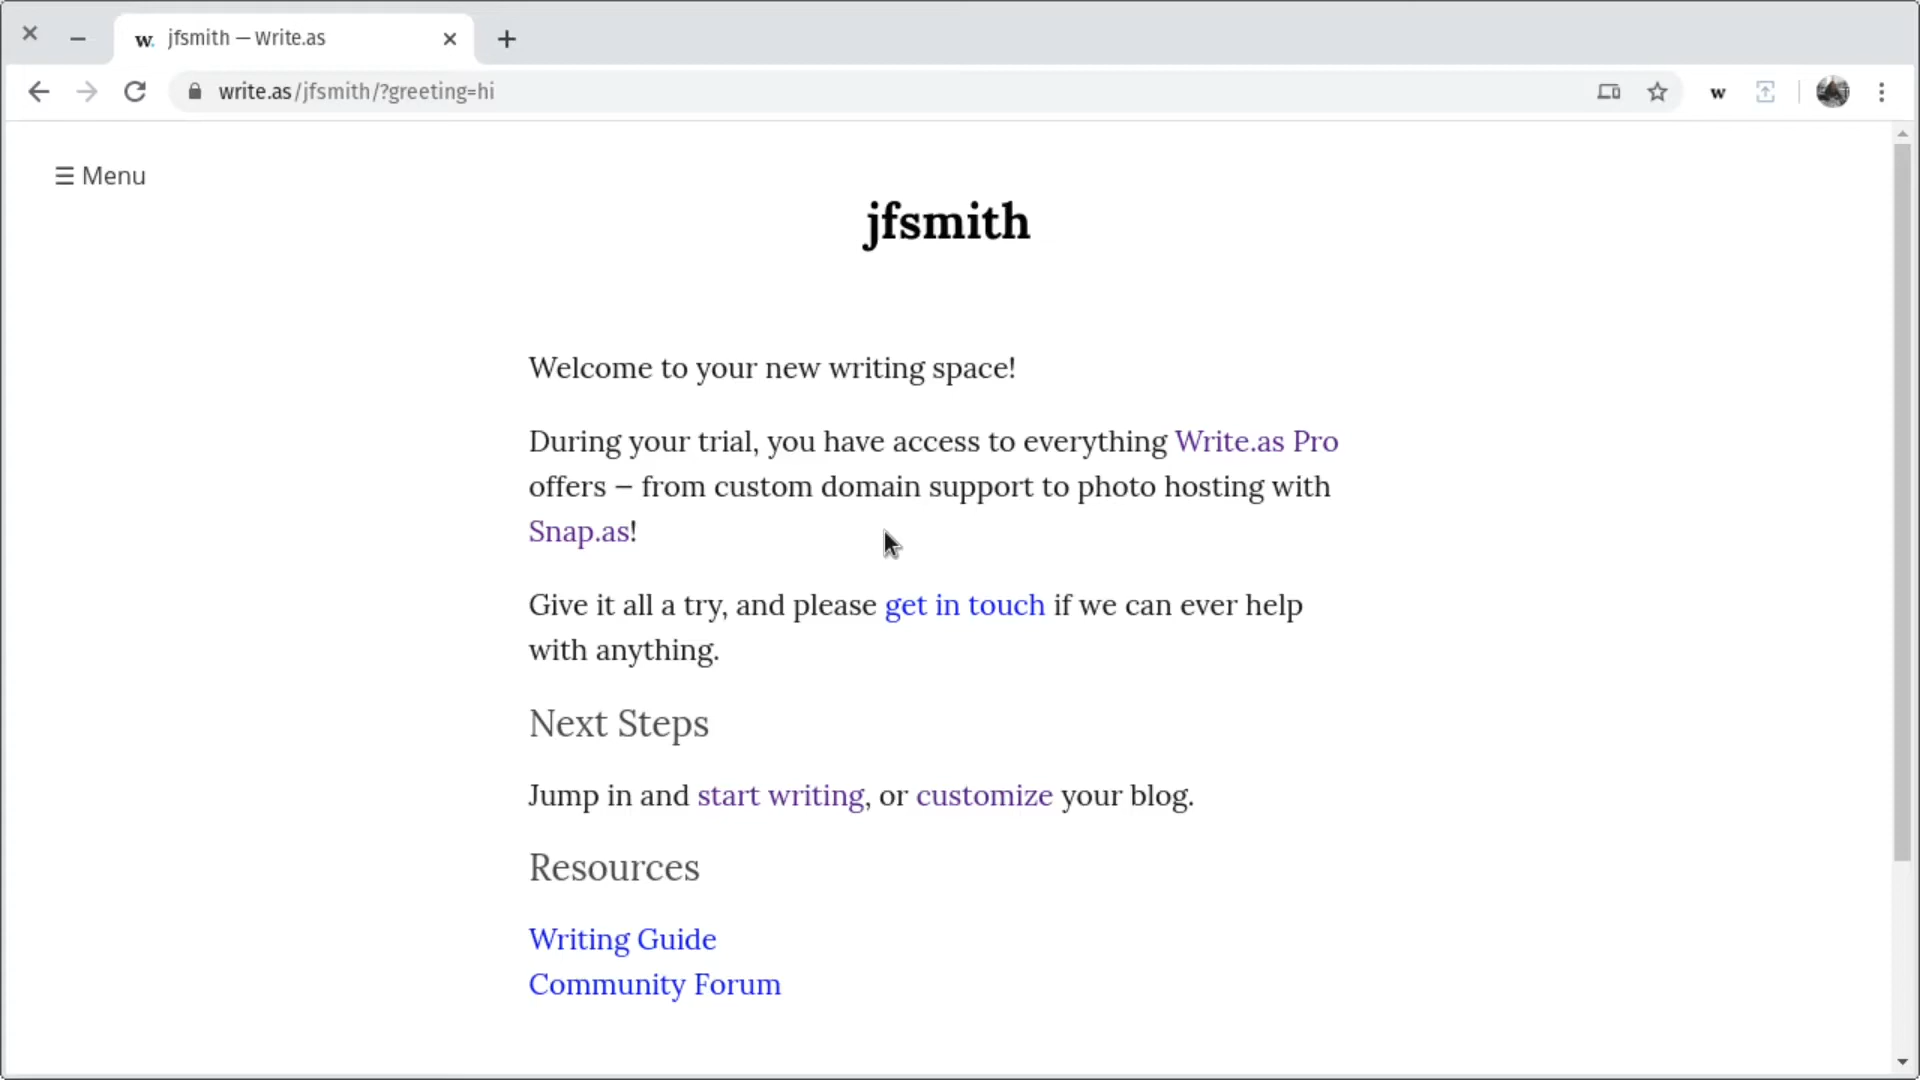 w. jfsmith — Write.as
write.as/jfsmith/?greeting=hi
w
☰ Menu
jfsmith
Welcome to your new writing space!
During your trial, you have access to everything Write.as Pro
offers – from custom domain support to photo hosting with
Snap.as!
Give it all a try, and please get in touch if we can ever help
with anything.
Next Steps
Jump in and start writing, or customize your blog.
Resources
Writing Guide
Community Forum